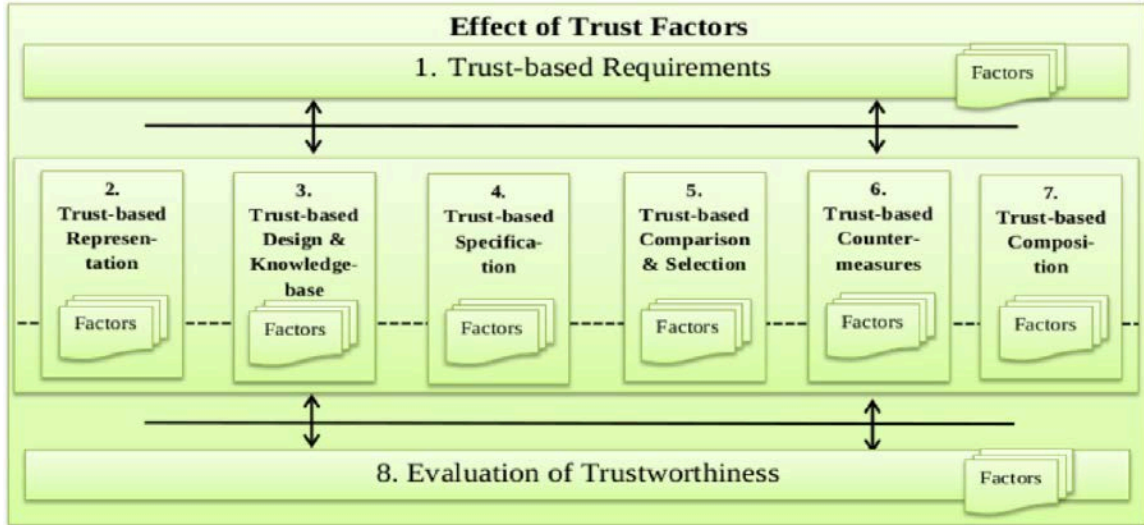 Effect of Trust Factors
1. Trust-based Requirements
Factors
2.
Trust-based
Represen-
tation
Factors
3.
Trust-based
Design &
Knowledge-
base
Factors
4.
Trust-based
Specifica-
tion
Factors
5.
Trust-based
Comparison
& Selection
Factors
6.
Trust-based
Counter-
measures
Factors
7.
Trust-based
Composi-
tion
Factors
8. Evaluation of Trustworthiness
Factors